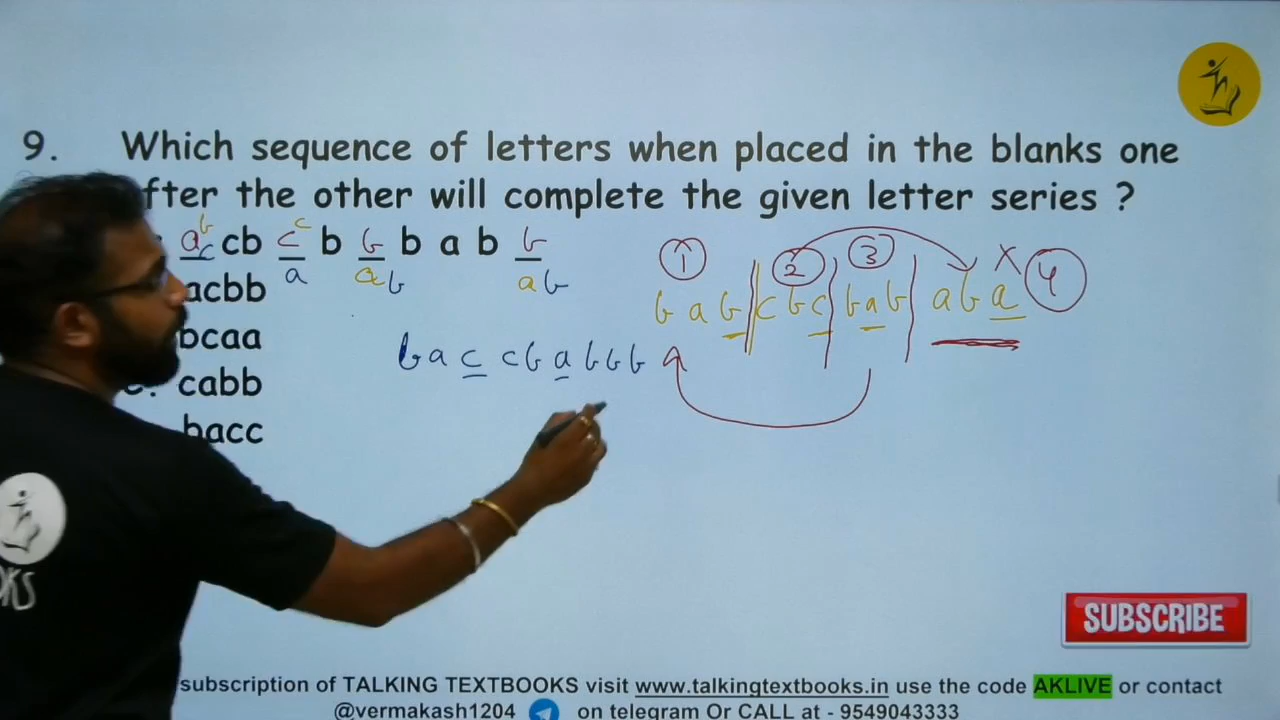 9. Which sequence of letters when placed in the blanks one
fter the other will complete the given letter series ?
b c
a c cb c a b b a b b a b b a b
acbb
bcaa
c. cabb
bacc
1 2 3 x 4
b a b c b c b a b a b a
b a c c b a b b b a
OKS
SUBSCRIBE
subscription of TALKING TEXTBOOKS visit www.talkingtextbooks.in use the code AKLIVE or contact
@vermakash1204 on telegram Or CALL at - 9549043333